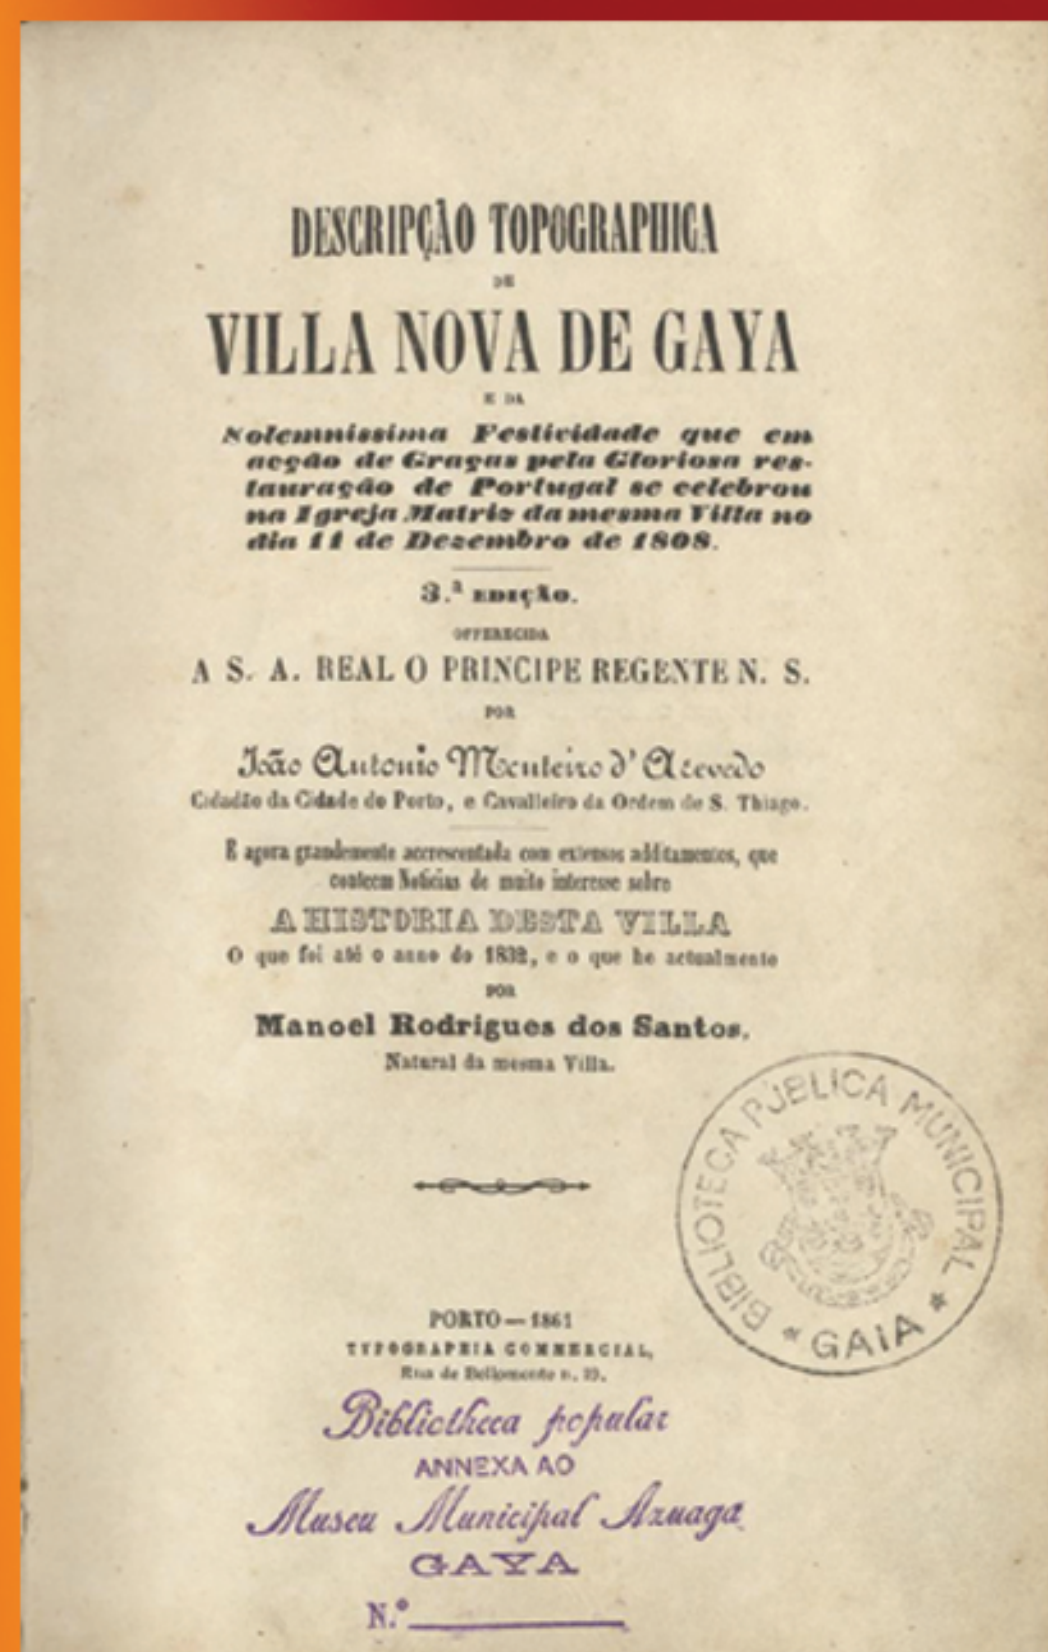 DESCRIPÇÃO TOPOGRAPHICA
DE
VILLA NOVA DE GAYA
E DA
Solemnissima Festividade que em
acção de Graças pela Gloriosa res-
tauração de Portugal se celebrou
na Igreja Matriz da mesma Villa no
dia 11 de Dezembro de 1808.
3.ª EDIÇÃO.
OFFERECIDA
A S. A. REAL O PRINCIPE REGENTE N. S.
POR
João Antonio Monteiro d'Azevedo
Cidadão da Cidade do Porto, e Cavalleiro da Ordem de S. Thiago.
E agora grandemente accrescentada com extensos additamentos, que
conteem Noticias de muito interesse sobre
A HISTORIA DESTA VILLA
O que foi até o anno de 1832, e o que he actualmente
POR
Manoel Rodrigues dos Santos,
Natural da mesma Villa.
BIBLIOTECA PÚBLICA MUNICIPAL
* GAIA *
PORTO—1861
TYPOGRAPHIA COMMERCIAL,
Rua de Bellomonte n. 19.
Bibliotheca popular
ANNEXA AO
Museu Municipal Azuaga
GAYA
N.º